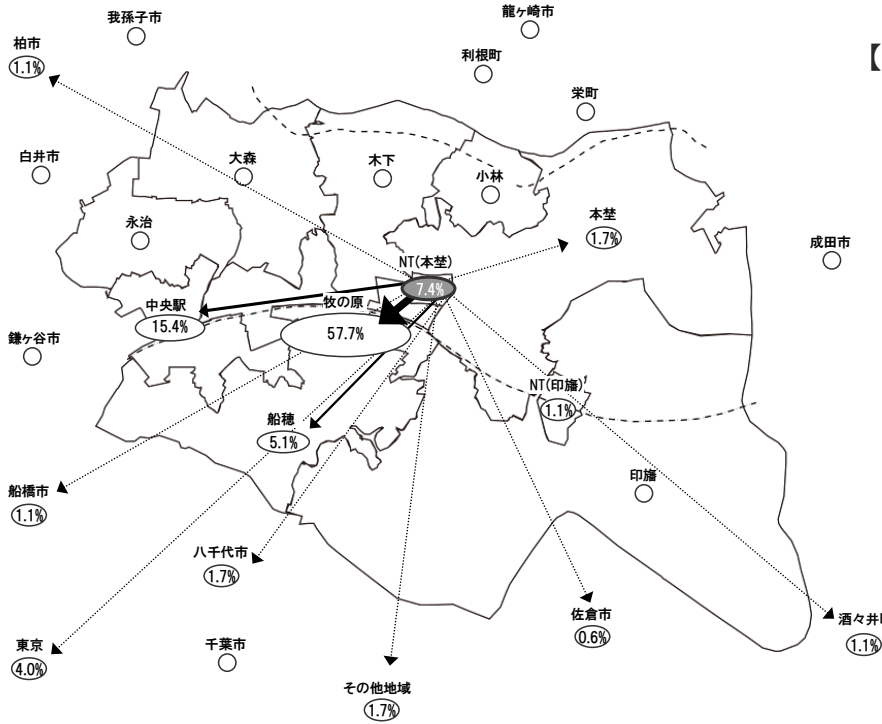 龍ヶ崎市
我孫子市
【
柏市
1.1%
利根町
栄町
白井市
大森
木下
小林
永治
本埜
1.7%
成田市
NT(本埜)
7.4%
中央駅
15.4%
牧の原
57.7%
鎌ヶ谷市
NT(印旛)
1.1%
船穂
5.1%
印旛
船橋市
1.1%
八千代市
1.7%
佐倉市
0.6%
酒々井
1.1%
東京
4.0%
千葉市
その他地域
1.7%